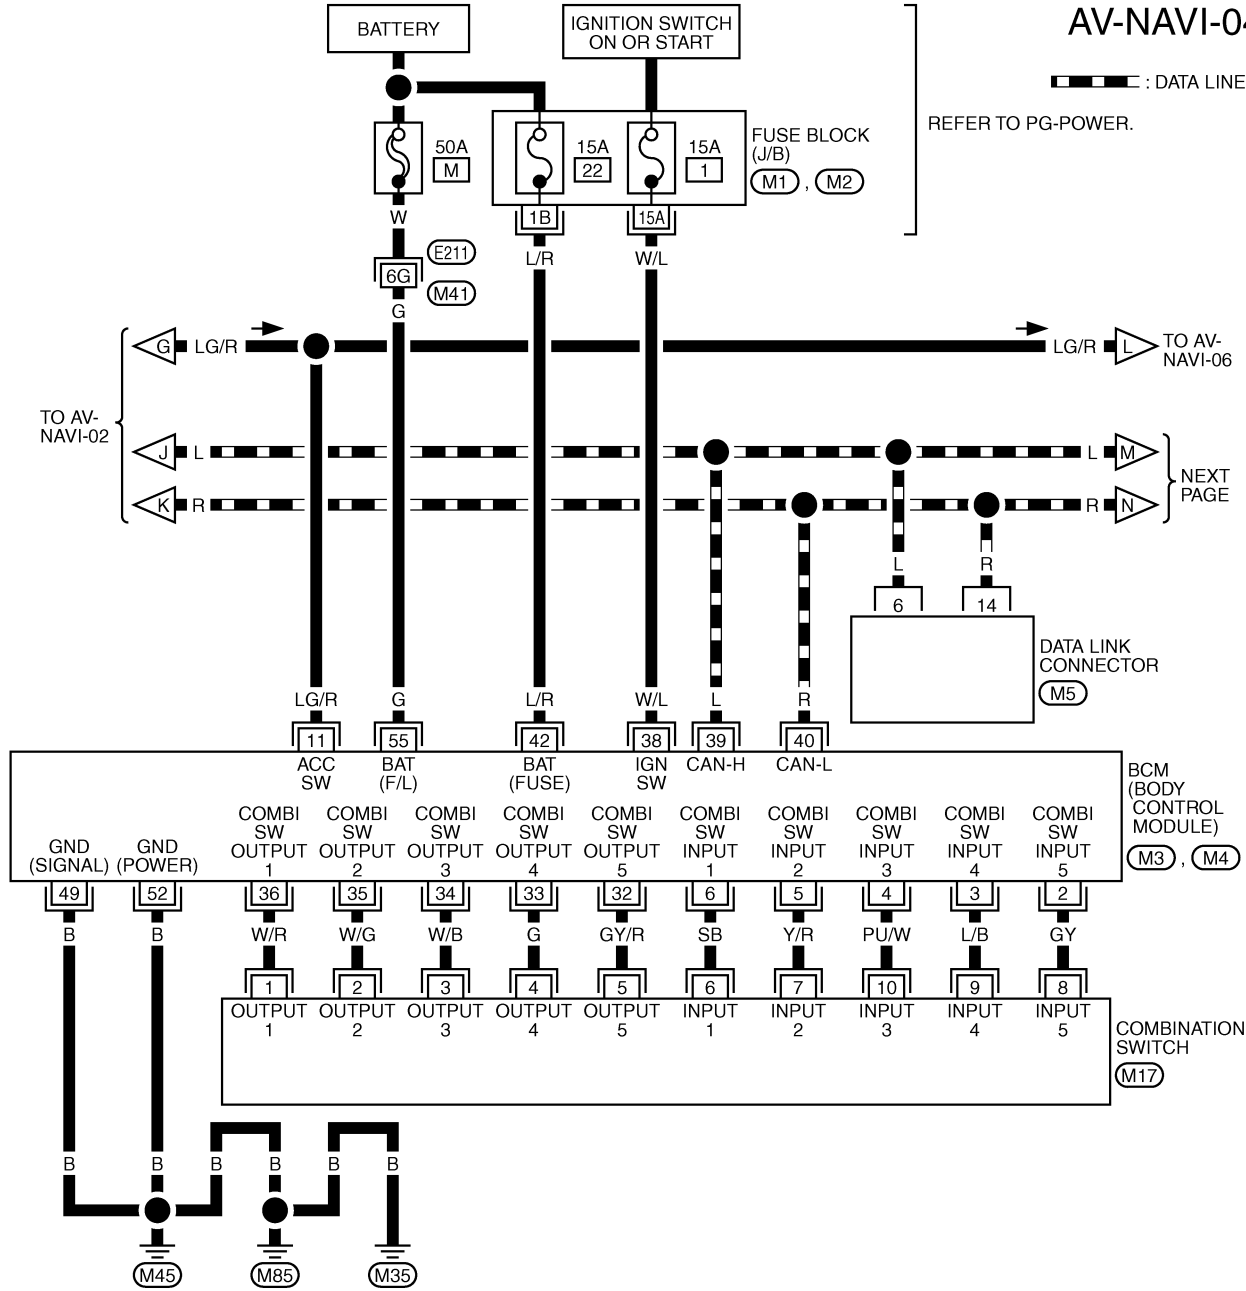 AV-NAVI-04
BATTERY
IGNITION SWITCH
ON OR START
: DATA LINE
REFER TO PG-POWER.
50A
M
15A
22
15A
1
FUSE BLOCK
(J/B)
M1 , M2
W
1B
15A
E211
6G
M41
L/R
W/L
G
G LG/R
LG/R L
TO AV-
NAVI-06
TO AV-
NAVI-02
J L
L M
K R
R N
NEXT
PAGE
L
R
6
14
DATA LINK
CONNECTOR
M5
LG/R G L/R W/L L R
11 55 42 38 39 40
ACC
SW
BAT
(F/L)
BAT
(FUSE)
IGN
SW
CAN-H
CAN-L
BCM
(BODY
CONTROL
MODULE)
M3 , M4
GND
(SIGNAL)
GND
(POWER)
COMBI
SW
OUTPUT
1
COMBI
SW
OUTPUT
2
COMBI
SW
OUTPUT
3
COMBI
SW
OUTPUT
4
COMBI
SW
OUTPUT
5
COMBI
SW
INPUT
1
COMBI
SW
INPUT
2
COMBI
SW
INPUT
3
COMBI
SW
INPUT
4
COMBI
SW
INPUT
5
49 52 36 35 34 33 32 6 5 4 3 2
B B W/R W/G W/B G GY/R SB Y/R PU/W L/B GY
1 2 3 4 5 6 7 10 9 8
OUTPUT
1
OUTPUT
2
OUTPUT
3
OUTPUT
4
OUTPUT
5
INPUT
1
INPUT
2
INPUT
3
INPUT
4
INPUT
5
COMBINATION
SWITCH
M17
B B B B B B
M45 M85 M35